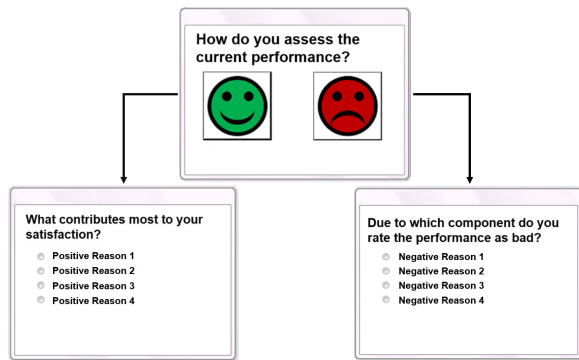 How do you assess the
current performance?
What contributes most to your
satisfaction?
Positive Reason 1
Positive Reason 2
Positive Reason 3
Positive Reason 4
Due to which component do you
rate the performance as bad?
Negative Reason 1
Negative Reason 2
Negative Reason 3
Negative Reason 4